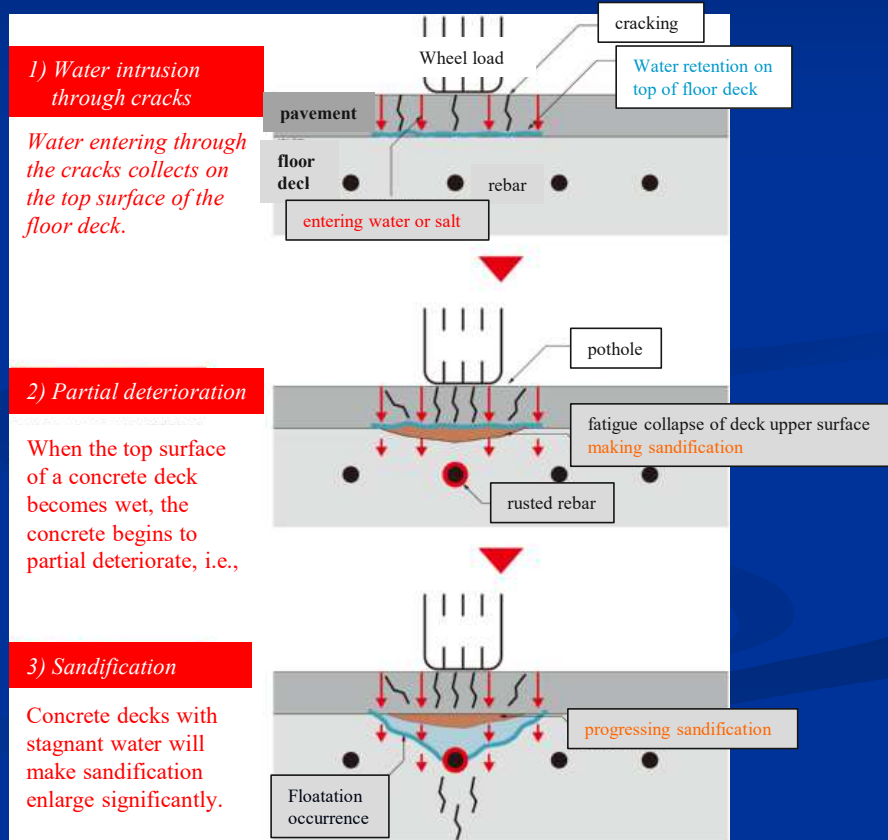 1) Water intrusion
through cracks
Water entering through
the cracks collects on
the top surface of the
floor deck.
Wheel load
cracking
Water retention on
top of floor deck
pavement
floor
decl
rebar
entering water or salt
2) Partial deterioration
When the top surface
of a concrete deck
becomes wet, the
concrete begins to
partial deteriorate, i.e.,
pothole
fatigue collapse of deck upper surface
making sandification
rusted rebar
3) Sandification
Concrete decks with
stagnant water will
make sandification
enlarge significantly.
progressing sandification
Floatation
occurrence